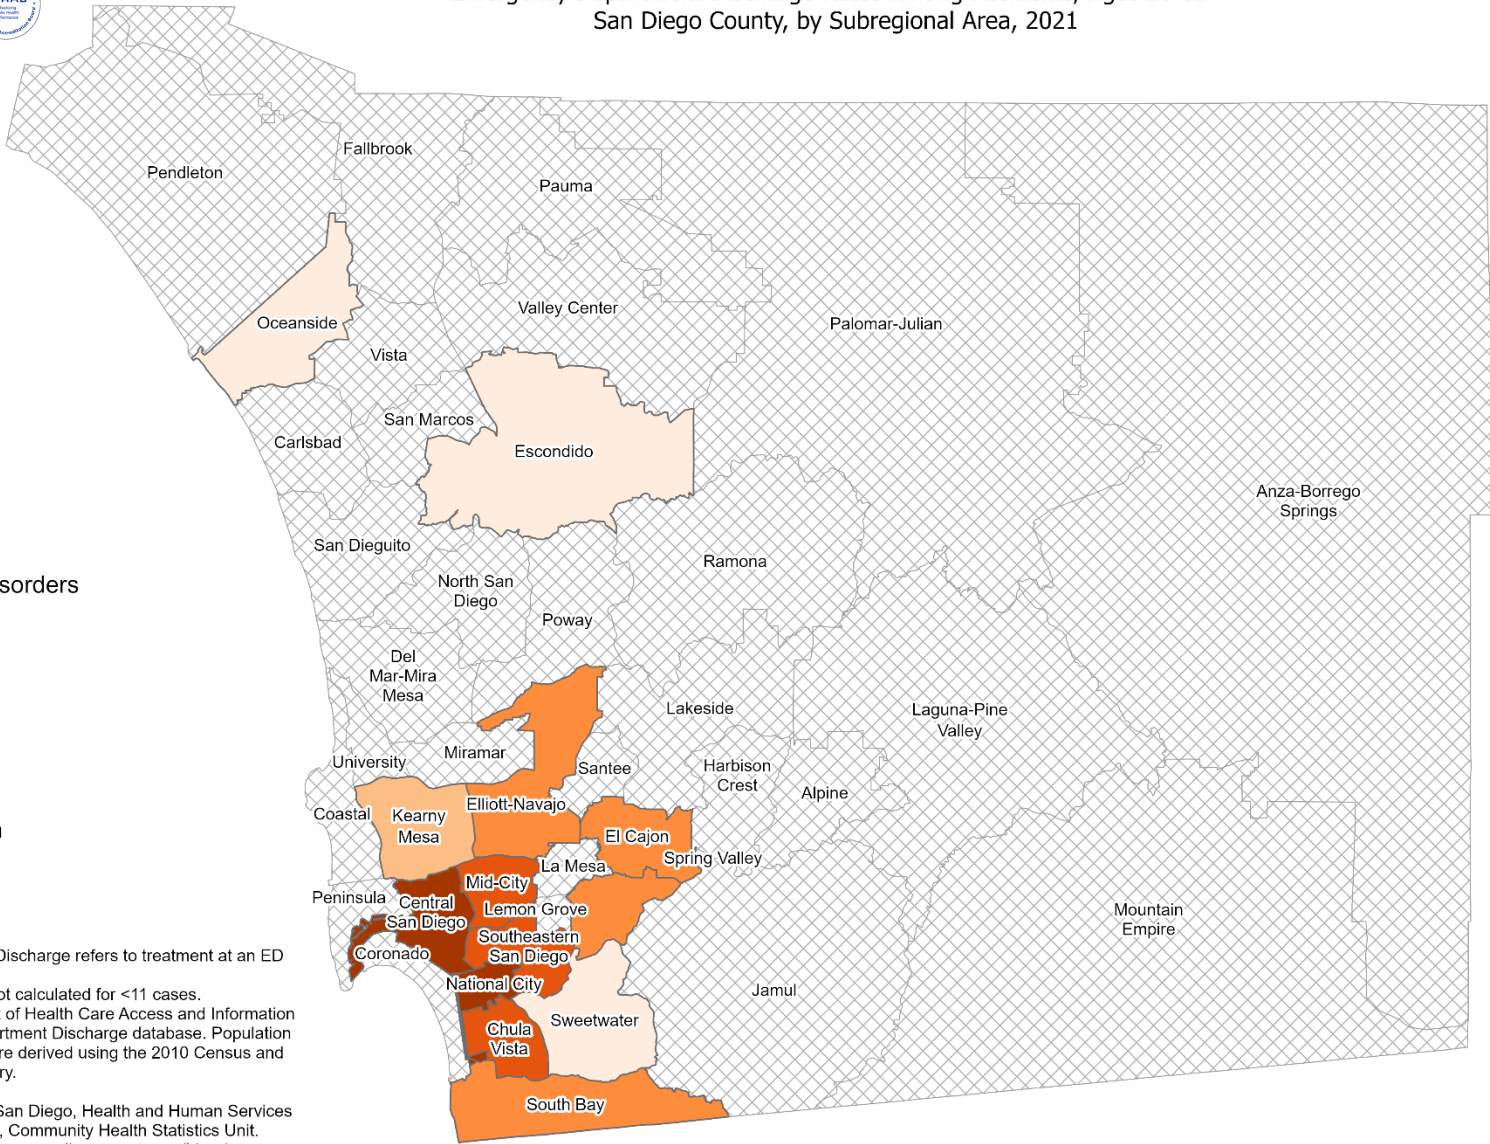 San Diego County, by Subregional Area, 2021
Fallbrook
Pendleton
Pauma
Valley Center
Oceanside
Palomar-Julian
Vista
San Marcos
Carlsbad
Escondido
Anza-Borrego
Springs
San Dieguito
Ramona
North San
Diego
sorders
Poway
Del
Mar-Mira
Mesa
Lakeside
Laguna-Pine
Valley
Miramar
University
Santee
Harbison
Crest
Alpine
Elliott-Navajo
Coastal
Kearny
Mesa
El Cajon
Spring Valley
La Mesa
Mid-City
Peninsula
Central
San Diego
Lemon Grove
Mountain
Empire
Southeastern
San Diego
Coronado
Discharge refers to treatment at an ED
National City
Jamul
ot calculated for <11 cases.
t of Health Care Access and Information
rtment Discharge database. Population
re derived using the 2010 Census and
ry.
Sweetwater
Chula
Vista
South Bay
San Diego, Health and Human Services
, Community Health Statistics Unit.